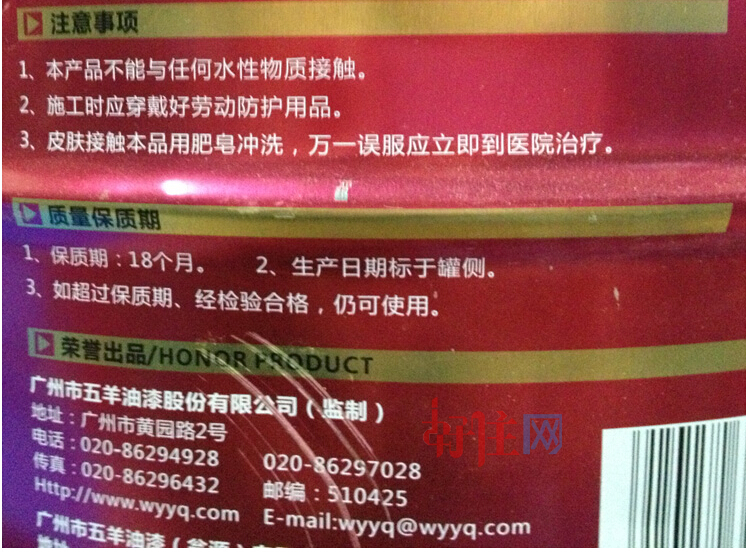 注意事项
1、本产品不能与任何水性物质接触。
2、施工时应穿戴好劳动防护用品。
3、皮肤接触本品用肥皂冲洗，万一误服应立即到医院治疗。
质量保质期
1、保质期：18个月。 2、生产日期标于罐侧。
3、如超过保质期、经检验合格，仍可使用。
荣誉出品/HONOR PRODUCT
广州市五羊油漆股份有限公司（监制）
地址：广州市黄园路2号
电话：020-86294928 020-86297028
传真：020-86296432 邮编：510425
Http://www.wyyq.com E-mail:wyyq@wyyq.com
广州市五羊油漆（翁源）
地址